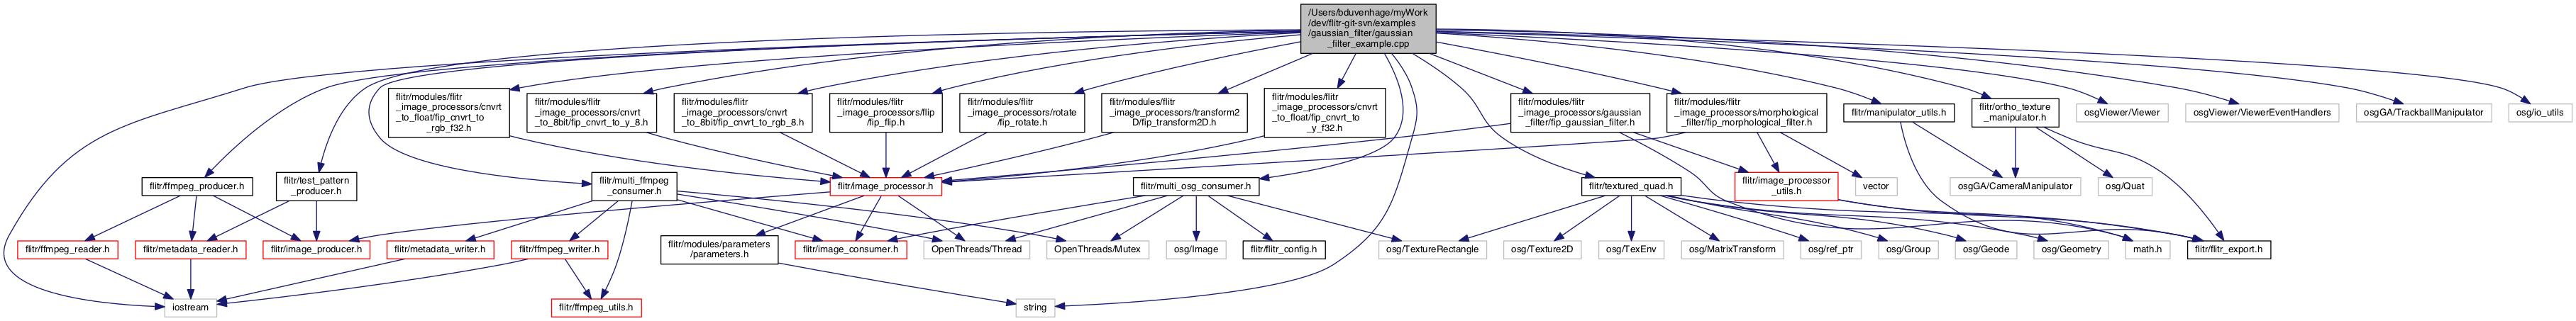 /Users/bduvenhage/myWork
/dev/flitr-git-svn/examples
/gaussian_filter/gaussian
_filter_example.cpp
flitr/modules/flitr
_image_processors/cnvrt
_to_float/fip_cnvrt_to
_rgb_f32.h
flitr/modules/flitr
_image_processors/cnvrt
_to_8bit/fip_cnvrt_to_y_8.h
flitr/modules/flitr
_image_processors/cnvrt
_to_8bit/fip_cnvrt_to_rgb_8.h
flitr/modules/flitr
_image_processors/flip
/fip_flip.h
flitr/modules/flitr
_image_processors/rotate
/fip_rotate.h
flitr/modules/flitr
_image_processors/transform2
D/fip_transform2D.h
flitr/modules/flitr
_image_processors/cnvrt
_to_float/fip_cnvrt_to
_y_f32.h
flitr/modules/flitr
_image_processors/gaussian
_filter/fip_gaussian_filter.h
flitr/modules/flitr
_image_processors/morphological
_filter/fip_morphological_filter.h
flitr/manipulator_utils.h
flitr/ortho_texture
_manipulator.h
osgViewer/Viewer
osgViewer/ViewerEventHandlers
osgGA/TrackballManipulator
osg/io_utils
flitr/ffmpeg_producer.h
flitr/test_pattern
_producer.h
flitr/multi_ffmpeg
_consumer.h
flitr/image_processor.h
flitr/multi_osg_consumer.h
flitr/textured_quad.h
flitr/image_processor
_utils.h
vector
osgGA/CameraManipulator
osg/Quat
flitr/ffmpeg_reader.h
flitr/metadata_reader.h
flitr/image_producer.h
flitr/metadata_writer.h
flitr/ffmpeg_writer.h
flitr/modules/parameters
/parameters.h
flitr/image_consumer.h
OpenThreads/Thread
OpenThreads/Mutex
osg/Image
flitr/flitr_config.h
osg/TextureRectangle
osg/Texture2D
osg/TexEnv
osg/MatrixTransform
osg/ref_ptr
osg/Group
osg/Geode
osg/Geometry
math.h
flitr/flitr_export.h
iostream
flitr/ffmpeg_utils.h
string